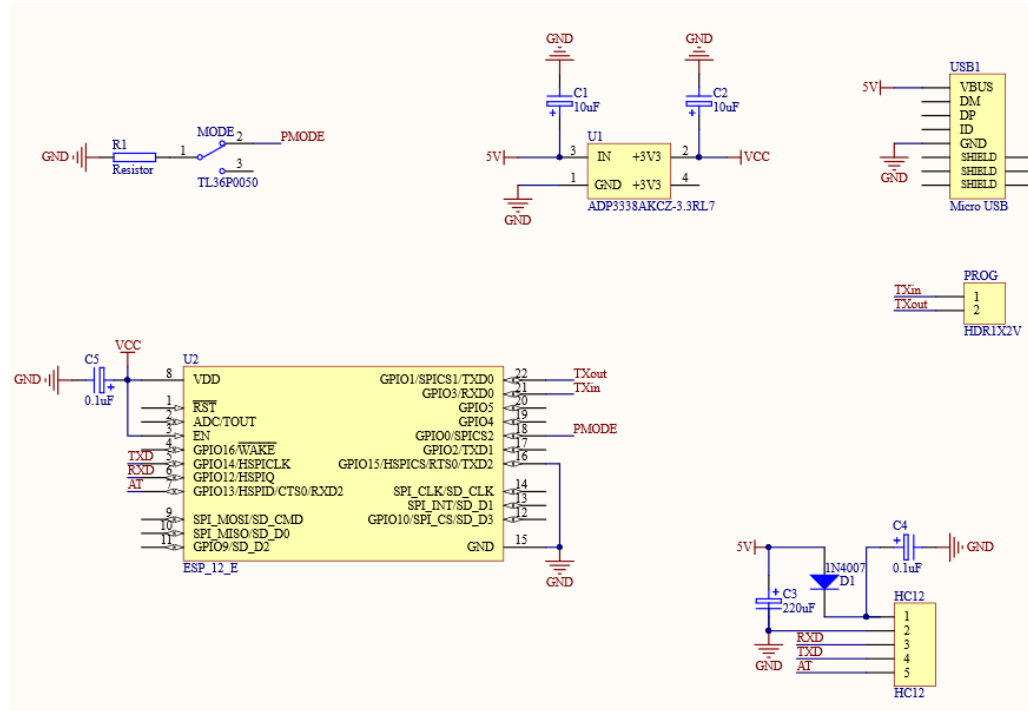 GND
R1
Resistor
1
MODE
2
3
TL36P0050
PMODE
GND
C1
10uF
+
GND
C2
10uF
+
U1
5V
3
IN
+3V3
2
VCC
1
GND
+3V3
4
GND
ADP3338AKCZ-3.3RL7
USB1
5V
VBUS
DM
DP
ID
GND
SHIELD
SHIELD
SHIELD
GND
Micro USB
PROG
TXin
1
TXout
2
HDR1X2V
GND
C5
+
0.1uF
VCC
U2
8
VDD
1
RST
2
ADC/TOUT
3
EN
4
GPIO16/WAKE
TXD
5
GPIO14/HSPICLK
RXD
6
GPIO12/HSPIQ
AT
7
GPIO13/HSPID/CTS0/RXD2
9
SPI_MOSI/SD_CMD
10
SPI_MISO/SD_D0
11
GPIO9/SD_D2
GPIO1/SPICS1/TXD0
22
TXout
GPIO3/RXD0
21
TXin
GPIO5
20
GPIO4
19
GPIO0/SPICS2
18
PMODE
GPIO2/TXD1
17
GPIO15/HSPICS/RTS0/TXD2
16
SPI_CLK/SD_CLK
14
SPI_INT/SD_D1
13
GPIO10/SPI_CS/SD_D3
12
GND
15
GND
ESP_12_E
5V
+
C3
220uF
GND
1N4007
D1
C4
+
0.1uF
GND
HC12
1
2
RXD
3
TXD
4
AT
5
HC12